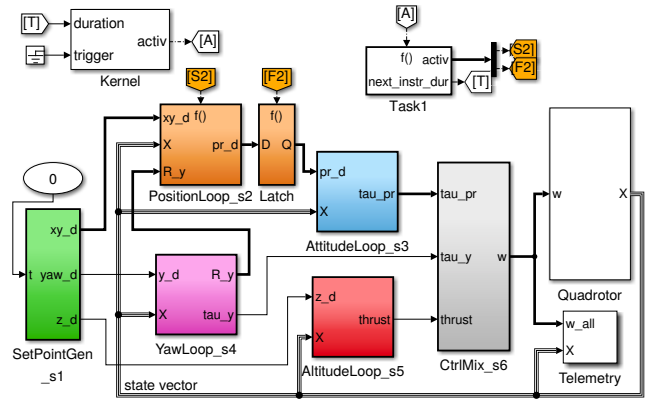 [T]
duration
trigger
activ
[A]
Kernel
[A]
f()
activ
next_instr_dur
[S2]
[F2]
[T]
Task1
[S2]
[F2]
xy_d
f()
X
pr_d
R_y
PositionLoop_s2
f()
D
Q
Latch
0
xy_d
t
yaw_d
z_d
SetPointGen
_s1
pr_d
tau_pr
X
AttitudeLoop_s3
y_d
R_y
X
tau_y
YawLoop_s4
z_d
thrust
X
AltitudeLoop_s5
tau_pr
tau_y
w
thrust
CtrlMix_s6
w
X
Quadrotor
w_all
X
Telemetry
state vector